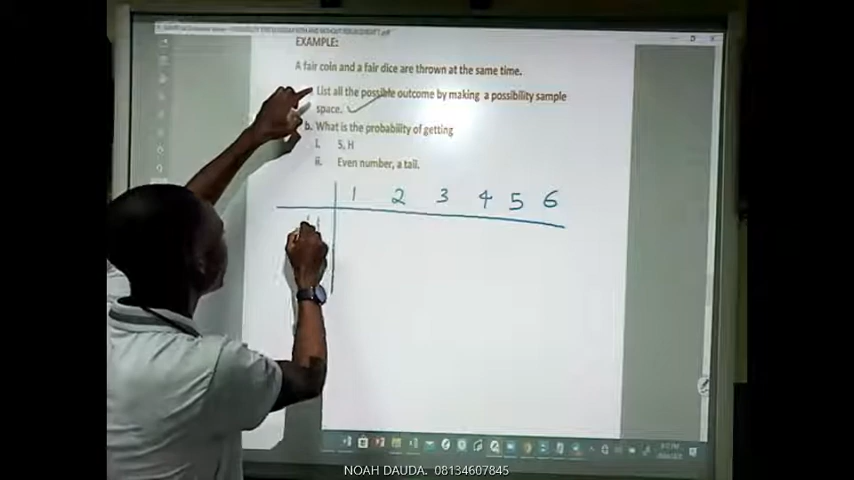 EXAMPLE:
A fair coin and a fair dice are thrown at the same time.
List all the possible outcome by making a possibility sample
space.
b. What is the probability of getting
i. 5, H
ii. Even number, a tail.
1 2 3 4 5 6
NOAH DAUDA. 08134607845